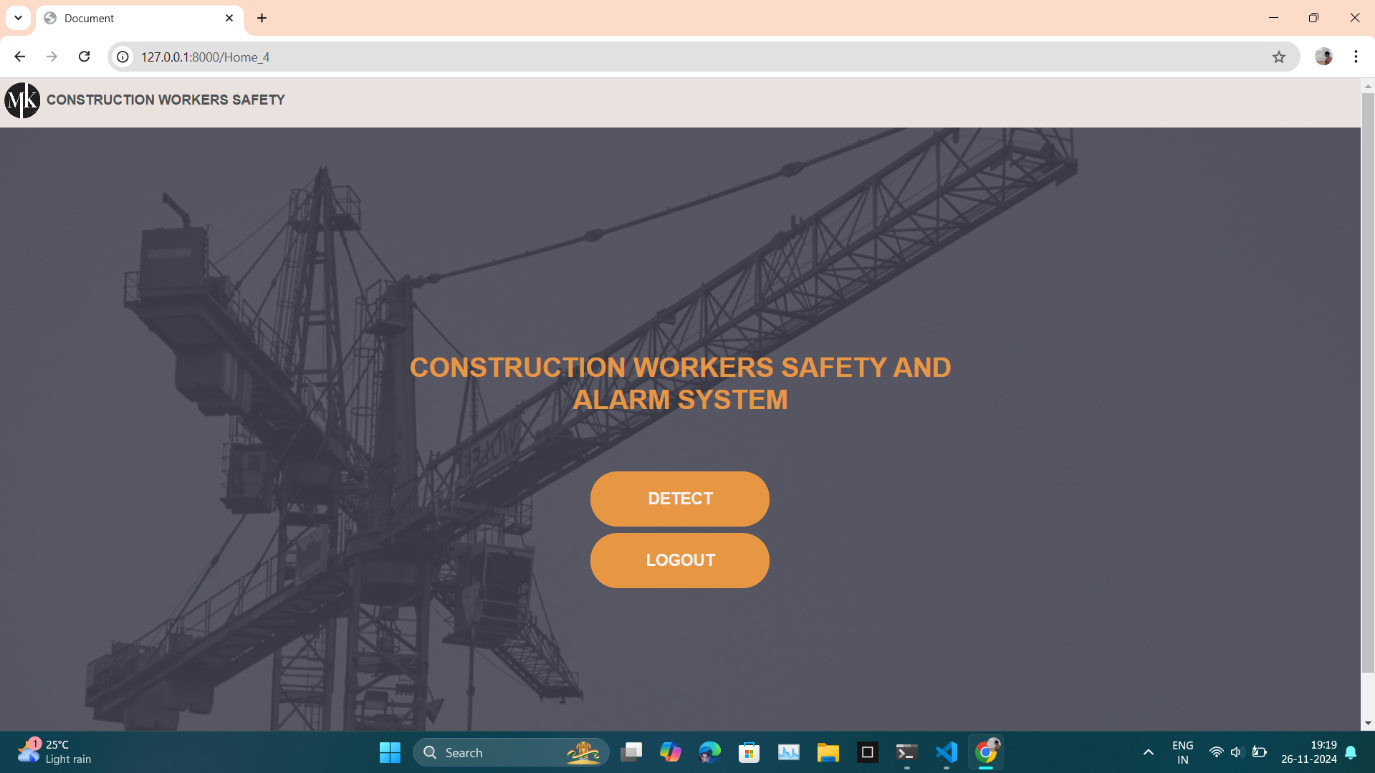 Document
127.0.0.1:8000/Home_4
MK CONSTRUCTION WORKERS SAFETY
CONSTRUCTION WORKERS SAFETY AND
ALARM SYSTEM
DETECT
LOGOUT
1
25°C
Light rain
Search
ENG
IN
19:19
26-11-2024